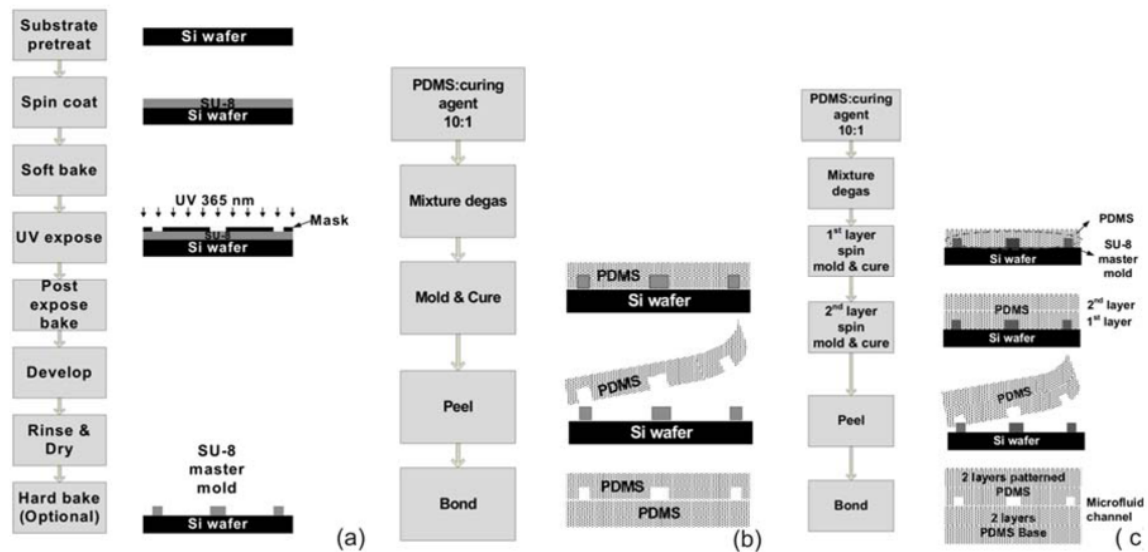 Substrate
pretreat
Spin coat
Soft bake
UV expose
Post
expose
bake
Develop
Rinse &
Dry
Hard bake
(Optional)
Si wafer
SU-8
Si wafer
UV 365 nm
Mask
SU-8
Si wafer
SU-8
master
mold
Si wafer
(a)
PDMS:curing
agent
10:1
Mixture degas
Mold & Cure
Peel
Bond
PDMS
Si wafer
PDMS
Si wafer
PDMS
PDMS
(b)
PDMS:curing
agent
10:1
Mixture
degas
1st layer
spin
mold & cure
2nd layer
spin
mold & cure
Peel
Bond
PDMS
SU-8
master
mold
Si wafer
2nd layer
PDMS
1st layer
Si wafer
PDMS
Si wafer
2 layers patterned
PDMS
Microfluid
channel
2 layers
PDMS Base
( c